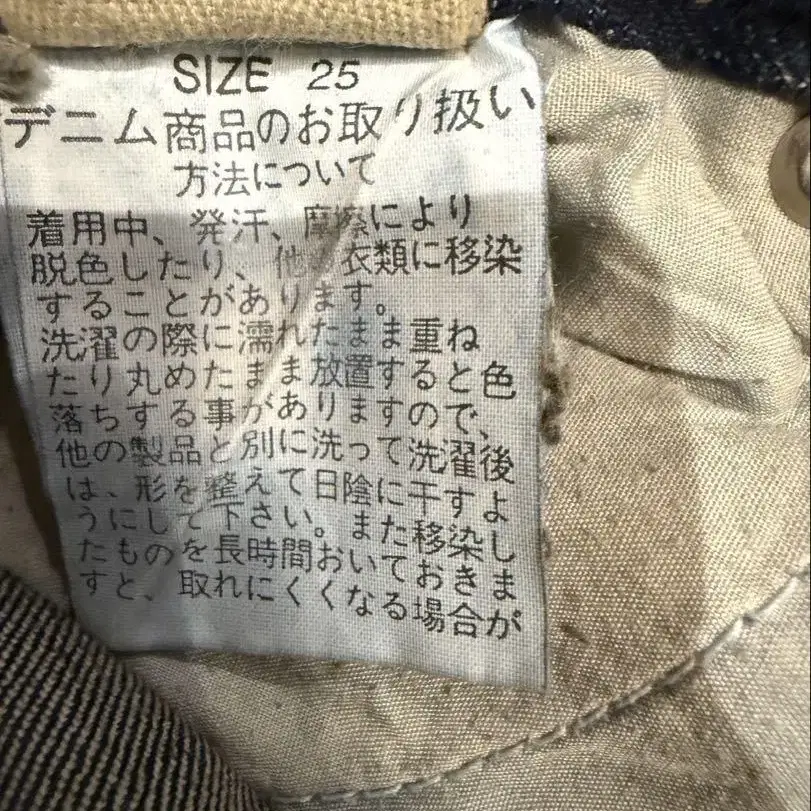 SIZE 25
デニム商品のお取り扱い
方法について
着用中、発汗、摩擦により
脱色したり、他の衣類に移染
することがあります。
洗濯の際に濡れたまま重ね
たり丸めたまま放置すると色
落ちする事がありますので、
他の製品と別に洗って洗濯後
は、形を整えて日陰に干すよ
うにして下さい。また移染しま
たものを長時間おいておきま
すと、取れにくくなる場合が